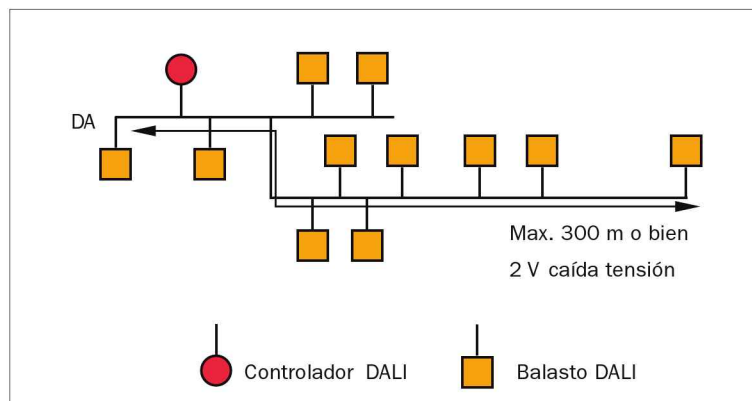 DA
Max. 300 m o bien
2 V caída tensión
Controlador DALI
Balasto DALI